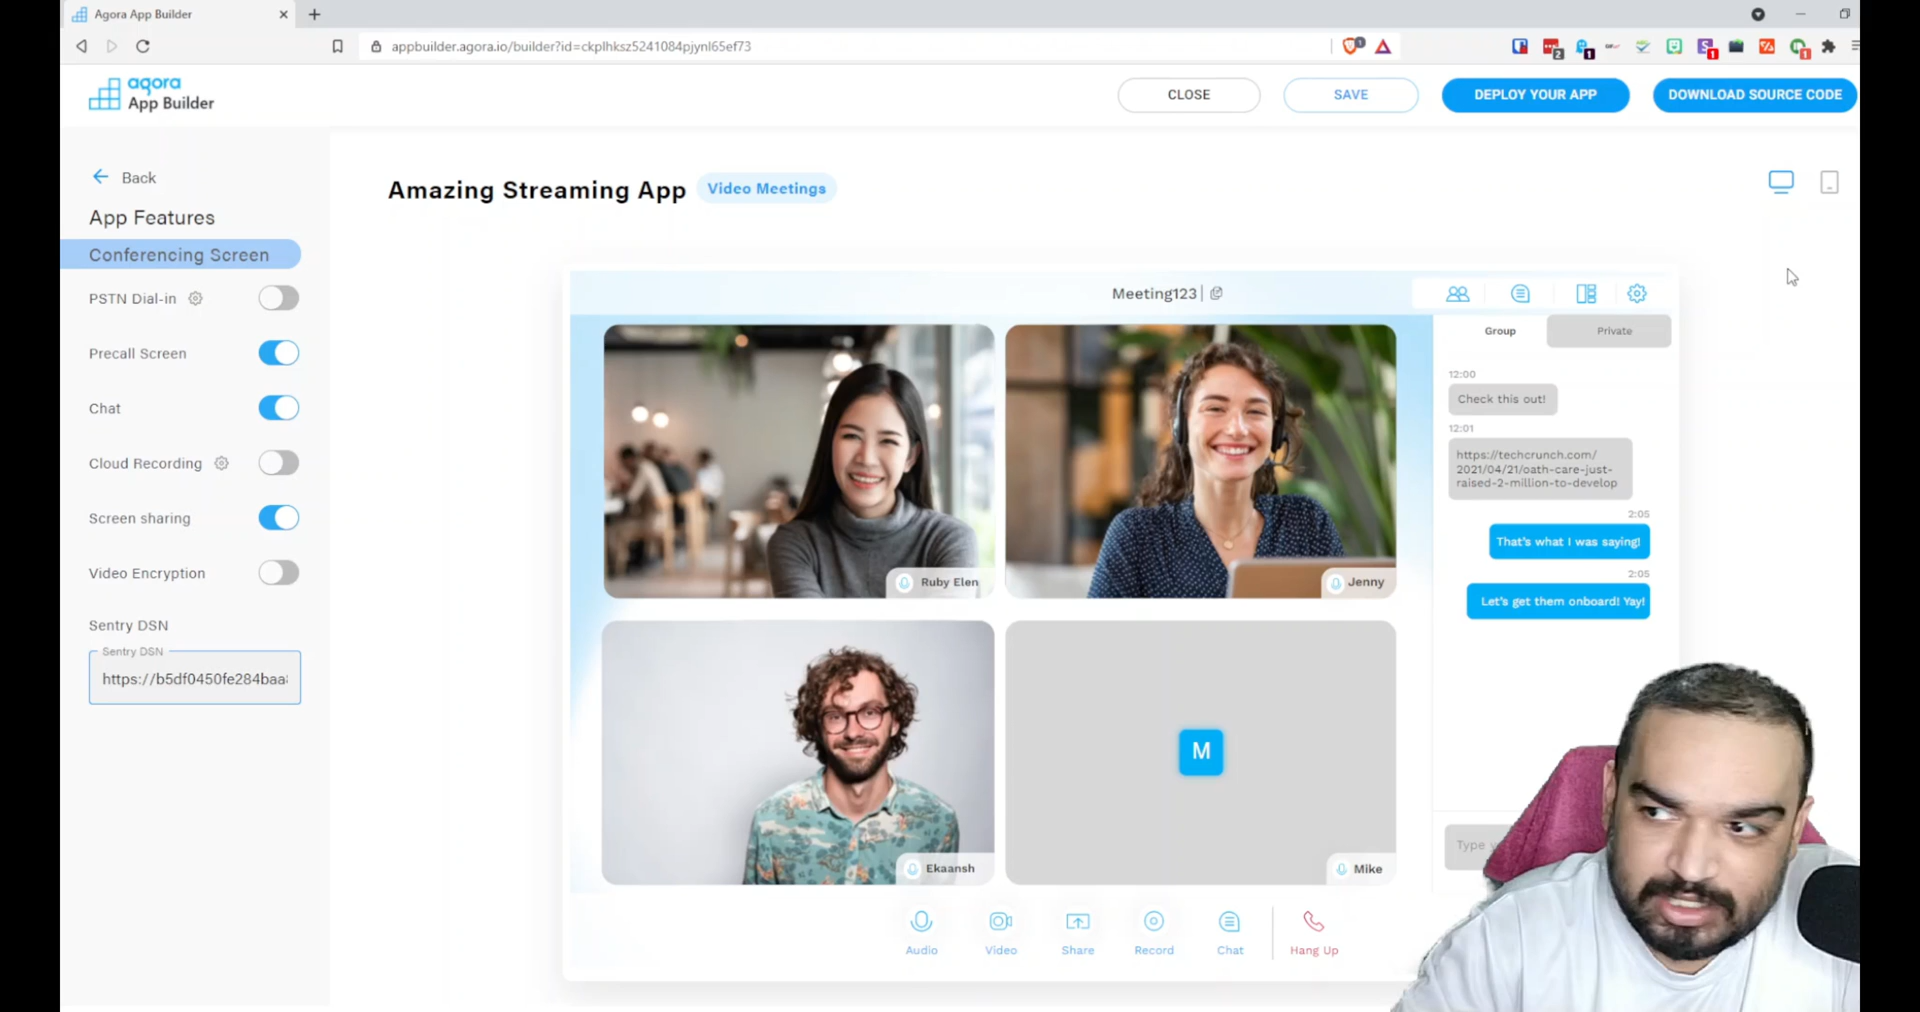 Agora App Builder
appbuilder.agora.io/builder?id=ckplhksz5241084pjynl65ef73
1
2
1
1
1
agora
App Builder
CLOSE
SAVE
DEPLOY YOUR APP
DOWNLOAD SOURCE CODE
Back
App Features
Conferencing Screen
PSTN Dial-in
Precall Screen
Chat
Cloud Recording
Screen sharing
Video Encryption
Sentry DSN
Sentry DSN
https://b5df0450fe284baa
Amazing Streaming App
Video Meetings
Meeting123
Group
Private
12:00
Check this out!
12:01
https://techcrunch.com/
2021/04/21/oath-care-just-
raised-2-million-to-develop
2:05
That's what I was saying!
2:05
Let's get them onboard! Yay!
Type
Ruby Elen
Jenny
Ekaansh
M
Mike
Audio
Video
Share
Record
Chat
Hang Up